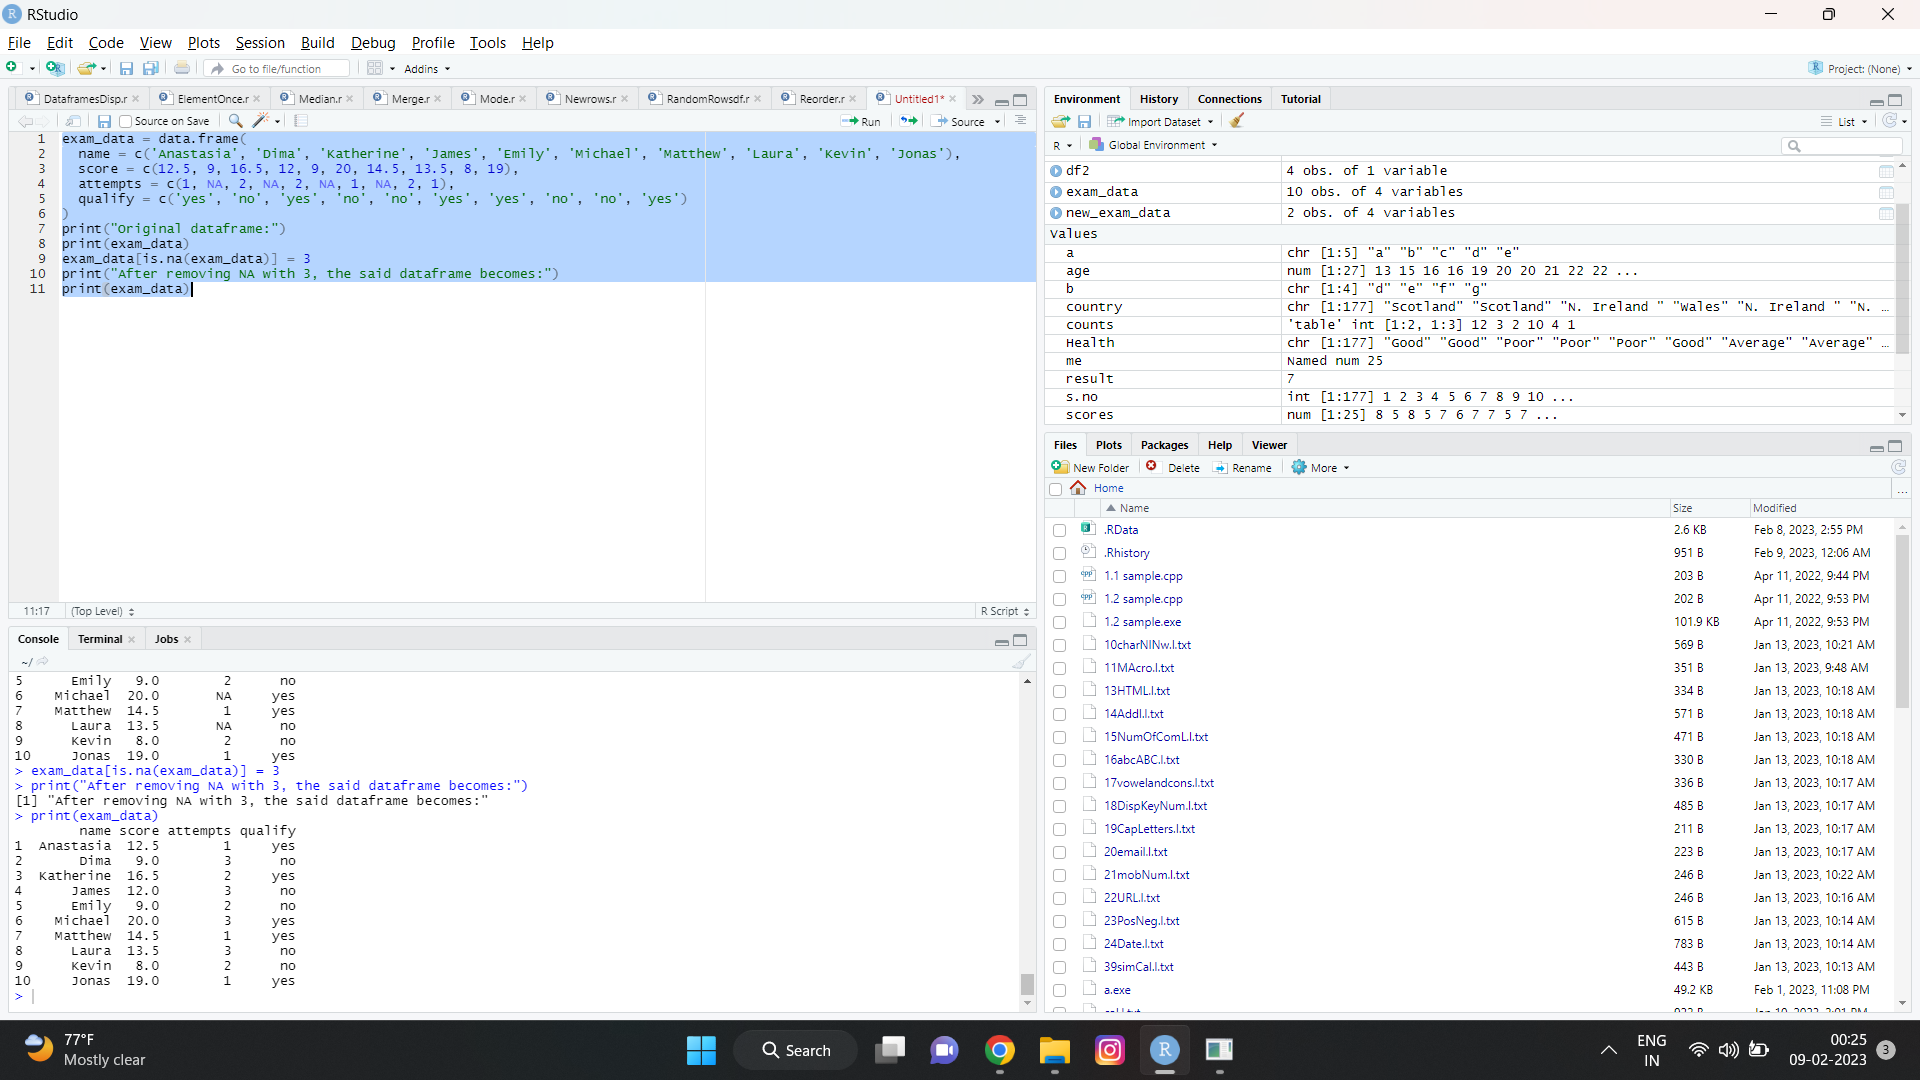 RStudio
File Edit Code View Plots Session Build Debug Profile Tools Help
Go to file/function Addins Project: (None)
DataframesDisp.r ElementOnce.r Median.r Merge.r Mode.r Newrows.r RandomRowsdf.r Reorder.r Untitled1*
Source on Save Run Source
1 exam_data = data.frame(
2 name = c('Anastasia', 'Dima', 'Katherine', 'James', 'Emily', 'Michael', 'Matthew', 'Laura', 'Kevin', 'Jonas'),
3 score = c(12.5, 9, 16.5, 12, 9, 20, 14.5, 13.5, 8, 19),
4 attempts = c(1, NA, 2, NA, 2, NA, 1, NA, 2, 1),
5 qualify = c('yes', 'no', 'yes', 'no', 'no', 'yes', 'yes', 'no', 'no', 'yes')
6 )
7 print("Original dataframe:")
8 print(exam_data)
9 exam_data[is.na(exam_data)] = 3
10 print("After removing NA with 3, the said dataframe becomes:")
11 print(exam_data)
11:17 (Top Level) R Script
Console Terminal Jobs
~/
5 Emily 9.0 2 no
6 Michael 20.0 NA yes
7 Matthew 14.5 1 yes
8 Laura 13.5 NA no
9 Kevin 8.0 2 no
10 Jonas 19.0 1 yes
> exam_data[is.na(exam_data)] = 3
> print("After removing NA with 3, the said dataframe becomes:")
[1] "After removing NA with 3, the said dataframe becomes:"
> print(exam_data)
name score attempts qualify
1 Anastasia 12.5 1 yes
2 Dima 9.0 3 no
3 Katherine 16.5 2 yes
4 James 12.0 3 no
5 Emily 9.0 2 no
6 Michael 20.0 3 yes
7 Matthew 14.5 1 yes
8 Laura 13.5 3 no
9 Kevin 8.0 2 no
10 Jonas 19.0 1 yes
>
Environment History Connections Tutorial
Import Dataset List
R Global Environment
df2 4 obs. of 1 variable
exam_data 10 obs. of 4 variables
new_exam_data 2 obs. of 4 variables
Values
a chr [1:5] "a" "b" "c" "d" "e"
age num [1:27] 13 15 16 16 19 20 20 21 22 22 ...
b chr [1:4] "d" "e" "f" "g"
country chr [1:177] "Scotland" "Scotland" "N. Ireland " "Wales" "N. Ireland " "N. …
counts 'table' int [1:2, 1:3] 12 3 2 10 4 1
Health chr [1:177] "Good" "Good" "Poor" "Poor" "Poor" "Good" "Average" "Average" …
me Named num 25
result 7
s.no int [1:177] 1 2 3 4 5 6 7 8 9 10 ...
scores num [1:25] 8 5 8 5 7 6 7 7 5 7 ...
Files Plots Packages Help Viewer
New Folder Delete Rename More
Home ...
Name Size Modified
.RData 2.6 KB Feb 8, 2023, 2:55 PM
.Rhistory 951 B Feb 9, 2023, 12:06 AM
1.1 sample.cpp 203 B Apr 11, 2022, 9:44 PM
1.2 sample.cpp 202 B Apr 11, 2022, 9:53 PM
1.2 sample.exe 101.9 KB Apr 11, 2022, 9:53 PM
10charNlNw.l.txt 569 B Jan 13, 2023, 10:21 AM
11MAcro.l.txt 351 B Jan 13, 2023, 9:48 AM
13HTML.l.txt 334 B Jan 13, 2023, 10:18 AM
14Addl.l.txt 571 B Jan 13, 2023, 10:18 AM
15NumOfComL.l.txt 471 B Jan 13, 2023, 10:18 AM
16abcABC.l.txt 330 B Jan 13, 2023, 10:18 AM
17vowelandcons.l.txt 336 B Jan 13, 2023, 10:17 AM
18DispKeyNum.l.txt 485 B Jan 13, 2023, 10:17 AM
19CapLetters.l.txt 211 B Jan 13, 2023, 10:17 AM
20email.l.txt 223 B Jan 13, 2023, 10:17 AM
21mobNum.l.txt 246 B Jan 13, 2023, 10:22 AM
22URL.l.txt 246 B Jan 13, 2023, 10:16 AM
23PosNeg.l.txt 615 B Jan 13, 2023, 10:14 AM
24Date.l.txt 783 B Jan 13, 2023, 10:14 AM
39simCal.l.txt 443 B Jan 13, 2023, 10:13 AM
a.exe 49.2 KB Feb 1, 2023, 11:08 PM
77°F
Mostly clear
Search
ENG
IN
00:25
09-02-2023
3